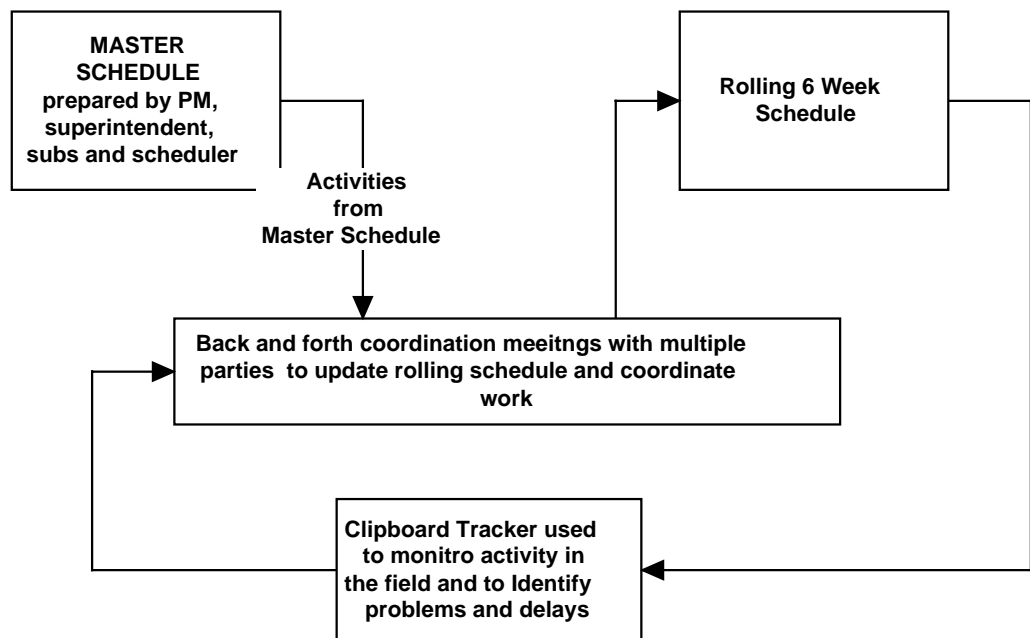 MASTER
SCHEDULE
prepared by PM,
superintendent,
subs and scheduler
Rolling 6 Week
Schedule
Activities
from
Master Schedule
Back and forth coordination meeitngs with multiple
parties to update rolling schedule and coordinate
work
Clipboard Tracker used
to monitro activity in
the field and to Identify
problems and delays